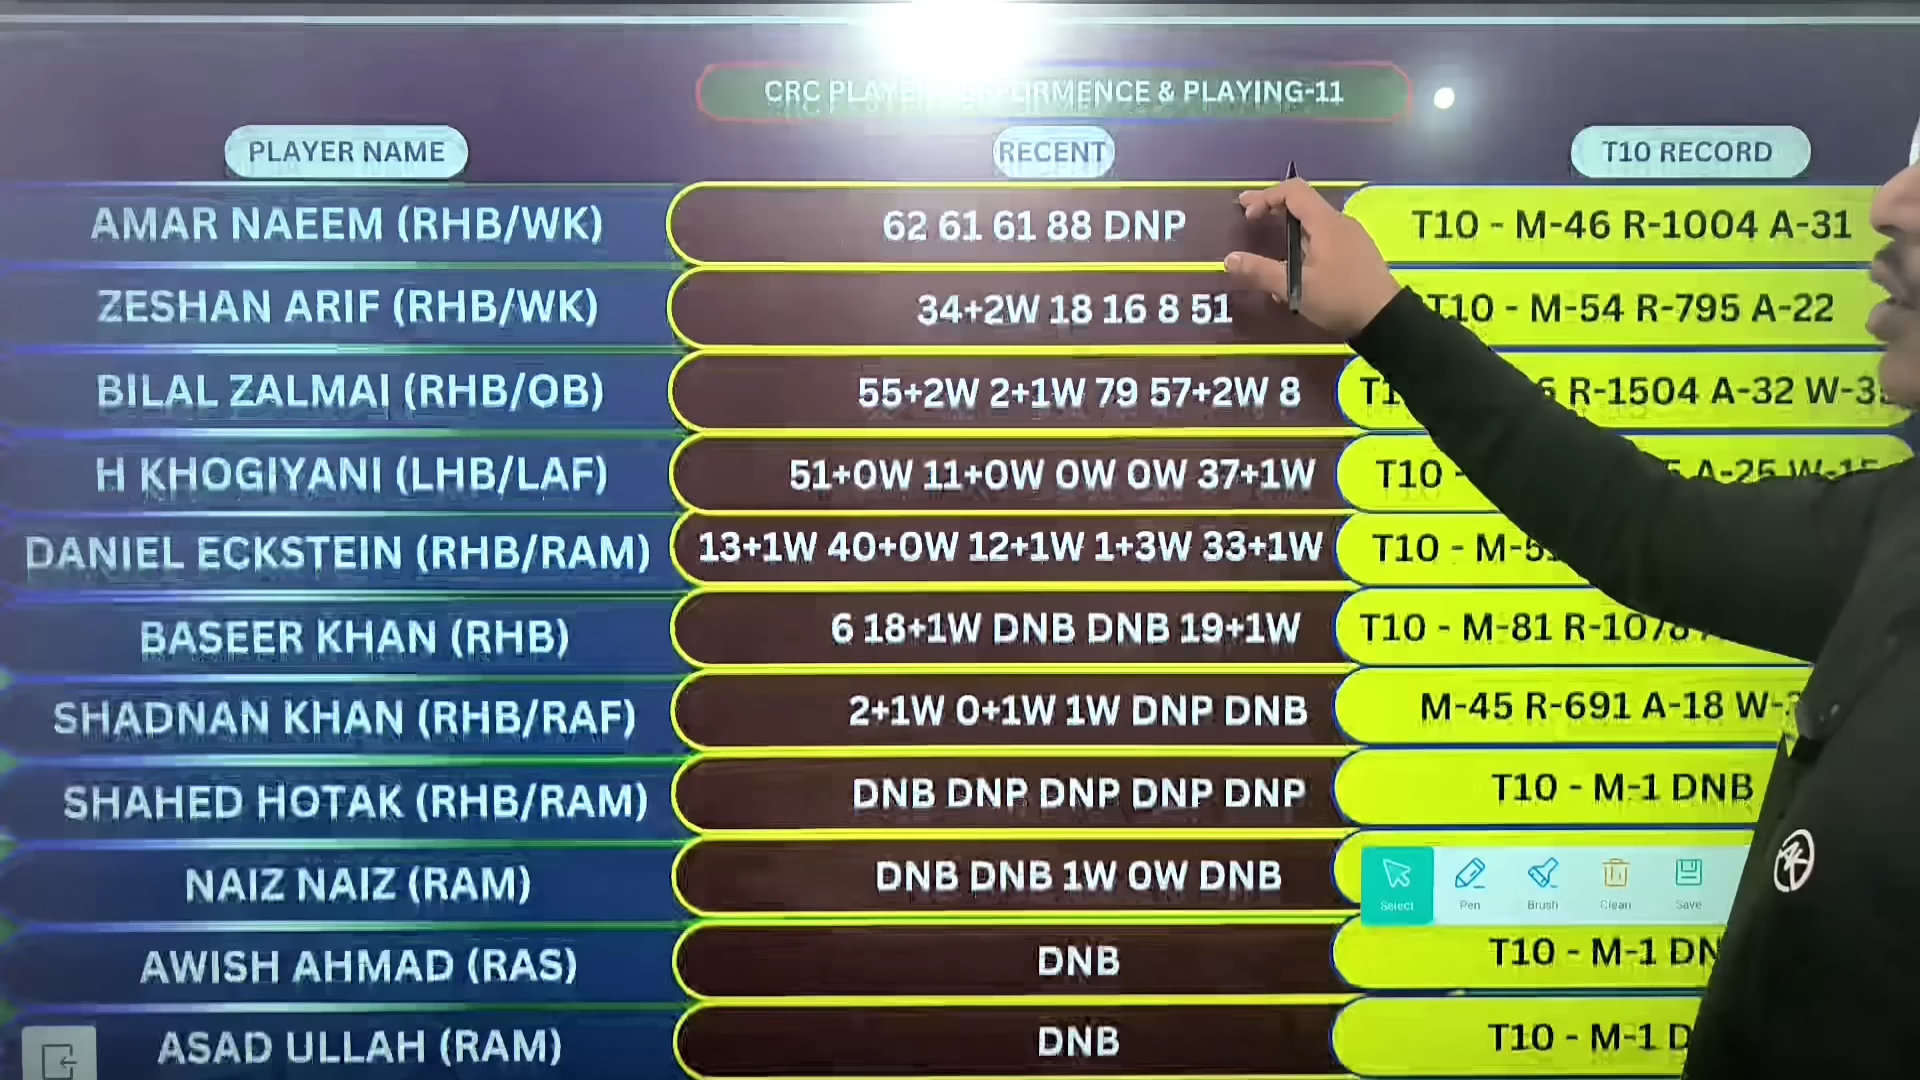 CRC PLAYER PERFORMENCE & PLAYING-11
PLAYER NAME RECENT T10 RECORD
AMAR NAEEM (RHB/WK) 62 61 61 88 DNP T10 - M-46 R-1004 A-31
ZESHAN ARIF (RHB/WK) 34+2W 18 16 8 51 T10 - M-54 R-795 A-22
BILAL ZALMAI (RHB/OB) 55+2W 2+1W 79 57+2W 8 R-1504 A-32
H KHOGIYANI (LHB/LAF) 51+0W 11+0W 0W 0W 37+1W T10 - A-25 W-15
DANIEL ECKSTEIN (RHB/RAM) 13+1W 40+0W 12+1W 1+3W 33+1W T10 -
BASEER KHAN (RHB) 6 18+1W DNB DNB 19+1W T10 - M-81
SHADNAN KHAN (RHB/RAF) 2+1W 0+1W 1W DNP DNB M-45 R-691 A-18
SHAHED HOTAK (RHB/RAM) DNB DNP DNP DNP DNP T10 - M-1 DNB
NAIZ NAIZ (RAM) DNB DNB 1W 0W DNB
Select Pen Brush Clean Save
AWISH AHMAD (RAS) DNB T10 - M-1
ASAD ULLAH (RAM) DNB T10 - M-1